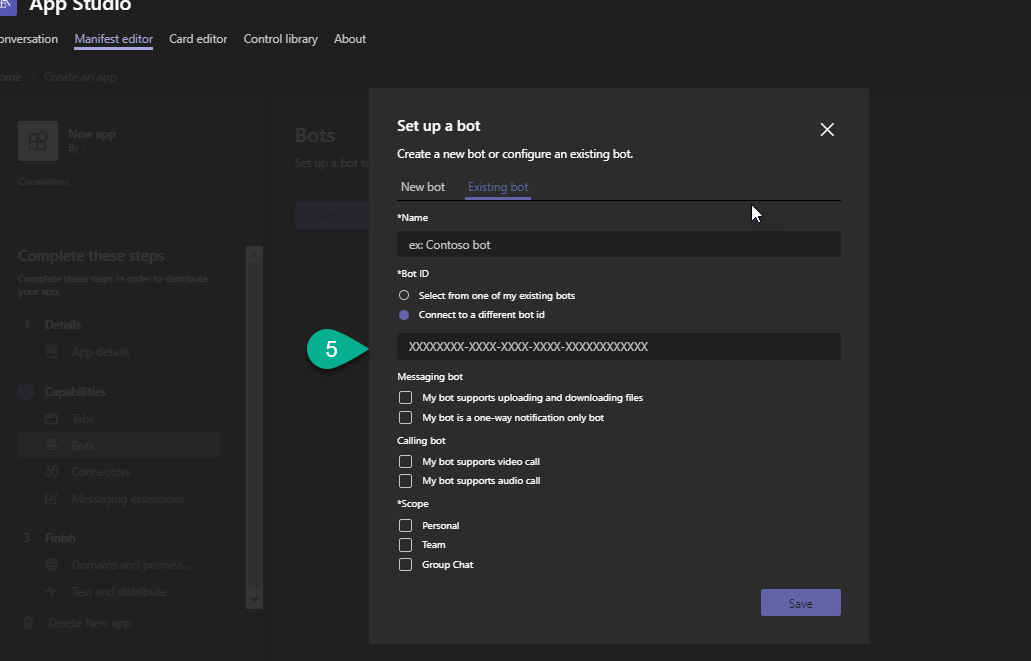 App Studio
onversation Manifest editor Card editor Control library About
ome > Create an app
New app
By
Capabilities
Bots
Set up a bot to
Set up
Complete these steps
Complete these steps in order to distribute
your app.
1 Details
App details
2 Capabilities
Tabs
Bots
Connectors
Messaging extensions
3 Finish
Domains and permiss...
Test and distribute
Delete New app
Set up a bot
Create a new bot or configure an existing bot.
New bot Existing bot
*Name
ex: Contoso bot
*Bot ID
Select from one of my existing bots
Connect to a different bot id
5
XXXXXXXX-XXXX-XXXX-XXXX-XXXXXXXXXXXX
Messaging bot
My bot supports uploading and downloading files
My bot is a one-way notification only bot
Calling bot
My bot supports video call
My bot supports audio call
*Scope
Personal
Team
Group Chat
Save